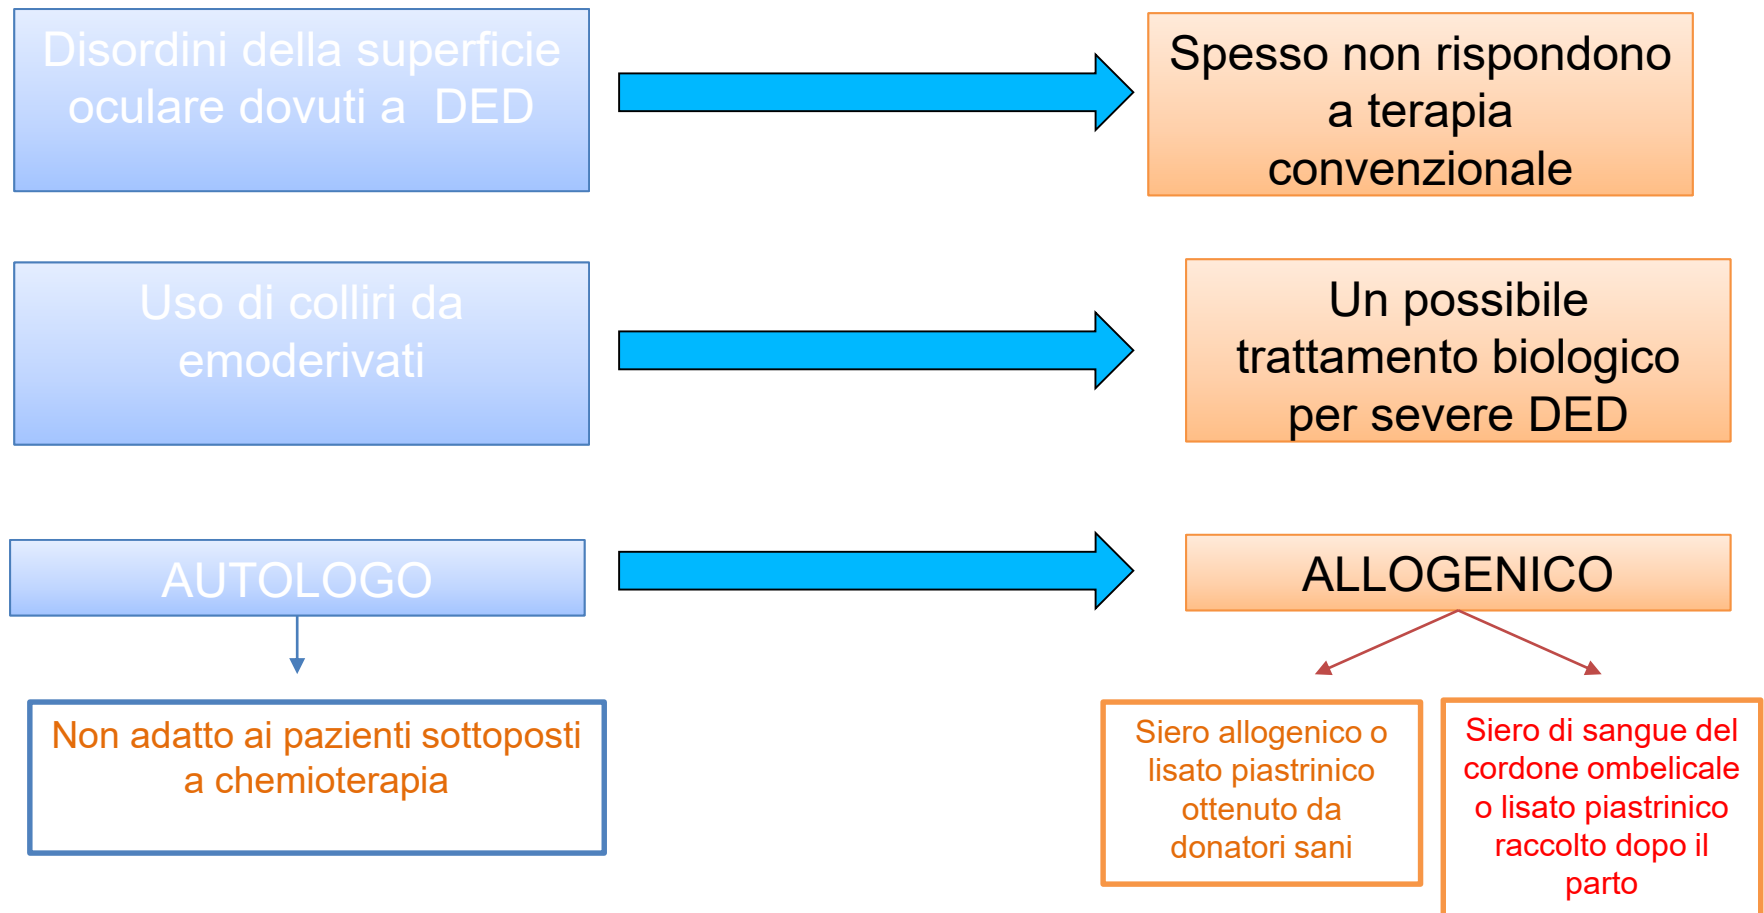 Disordini della superficie
oculare dovuti a DED
Spesso non rispondono
a terapia
convenzionale
Uso di colliri da
emoderivati
Un possibile
trattamento biologico
per severe DED
AUTOLOGO
ALLOGENICO
Non adatto ai pazienti sottoposti
a chemioterapia
Siero allogenico o
lisato piastrinico
ottenuto da
donatori sani
Siero di sangue del
cordone ombelicale
o lisato piastrinico
raccolto dopo il
parto